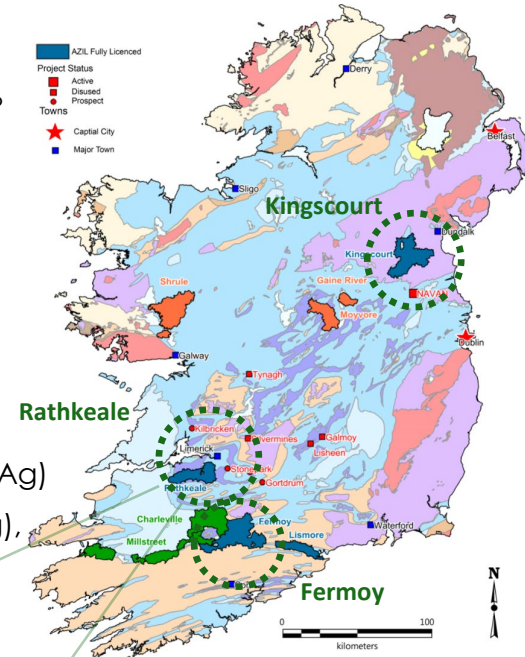 AZIL Fully Licenced
Project Status
Active
Disused
Prospect
Towns
Captial City
Major Town
Derry
Belfast
Sligo
Kingscourt
Dundalk
Kingscourt
Shrule
Gaine River
NAVAN
Moyvore
Dublin
Galway
Tynagh
Rathkeale
Kilbricken
Silvermines
Galmoy
Lisheen
Limerick
Stonepark
Gortdrum
Rathkeale
Ag)
Charleville
Fermoy
g),
Millstreet
Lismore
Waterford
Fermoy
N
0 100
kilometers